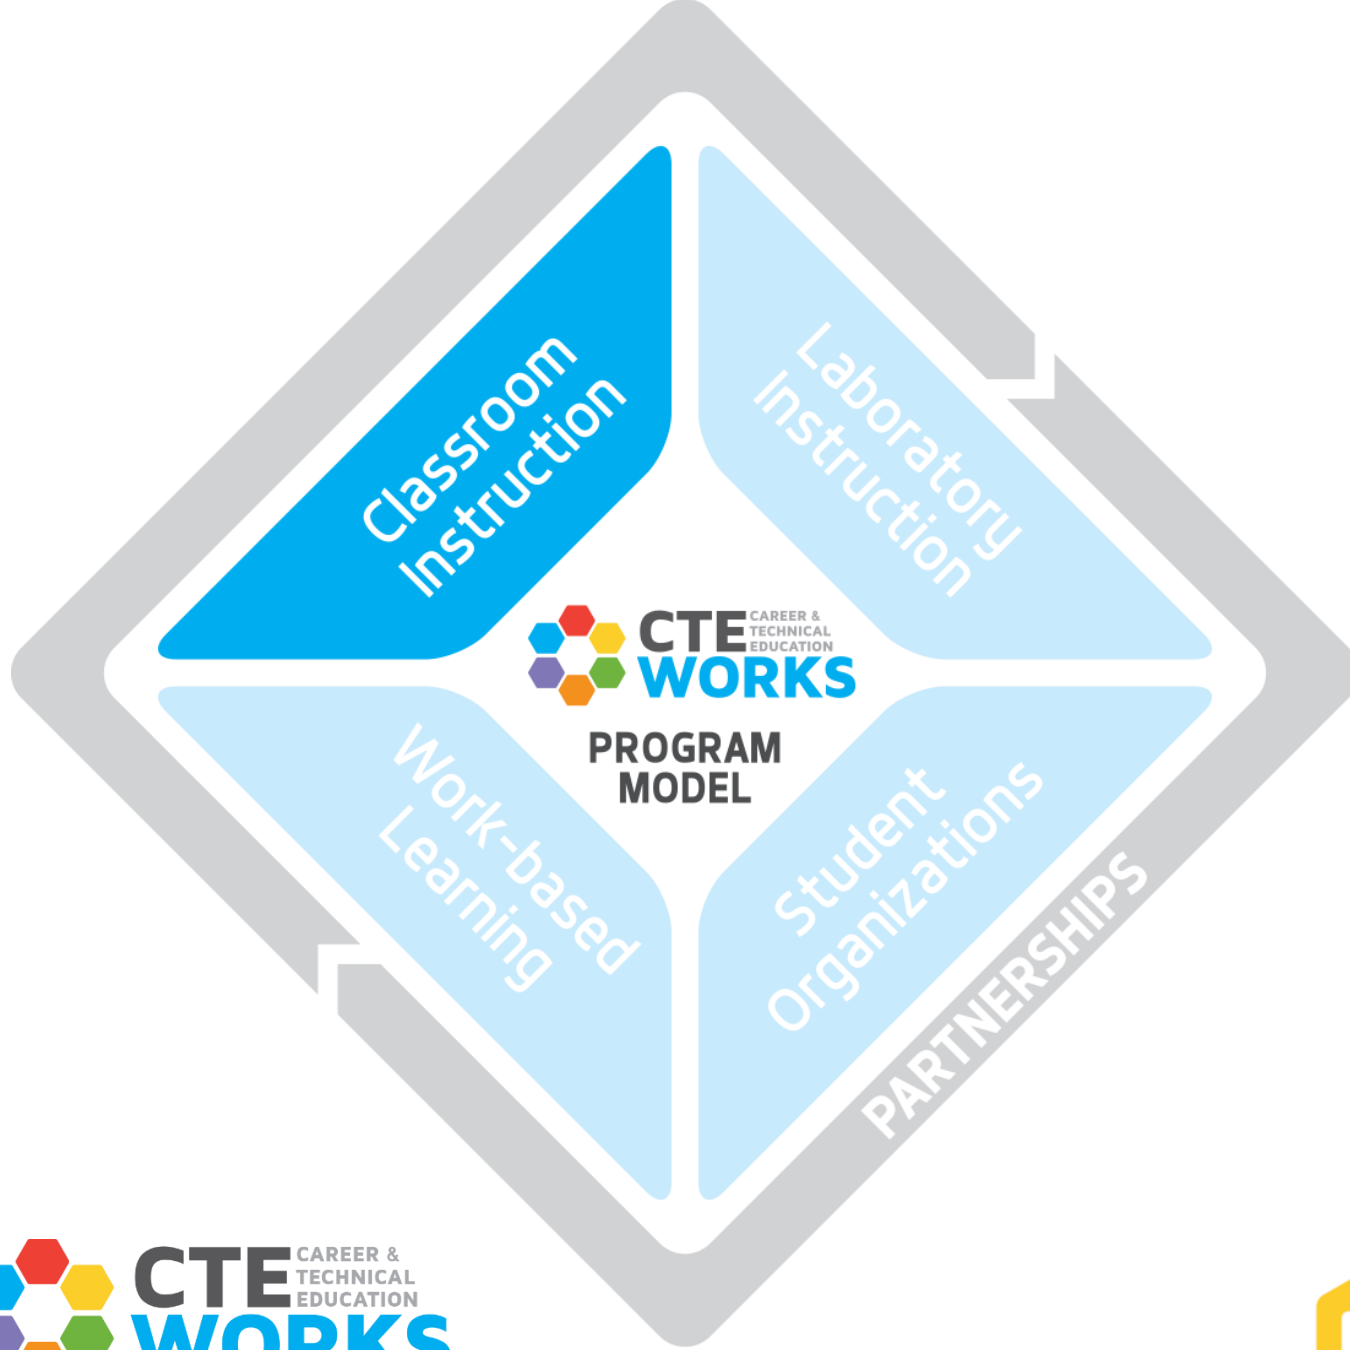 Classroom
Instruction
Laboratory
Instruction
CTE CAREER &
TECHNICAL
EDUCATION
WORKS
PROGRAM
MODEL
Work-based
Learning
Student
Organizations
PARTNERSHIPS
CTE CAREER &
TECHNICAL
EDUCATION
WORKS